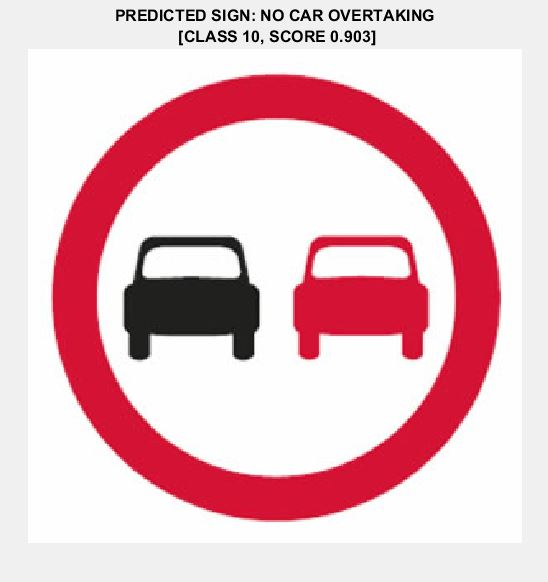 PREDICTED SIGN: NO CAR OVERTAKING
[CLASS 10, SCORE 0.903]